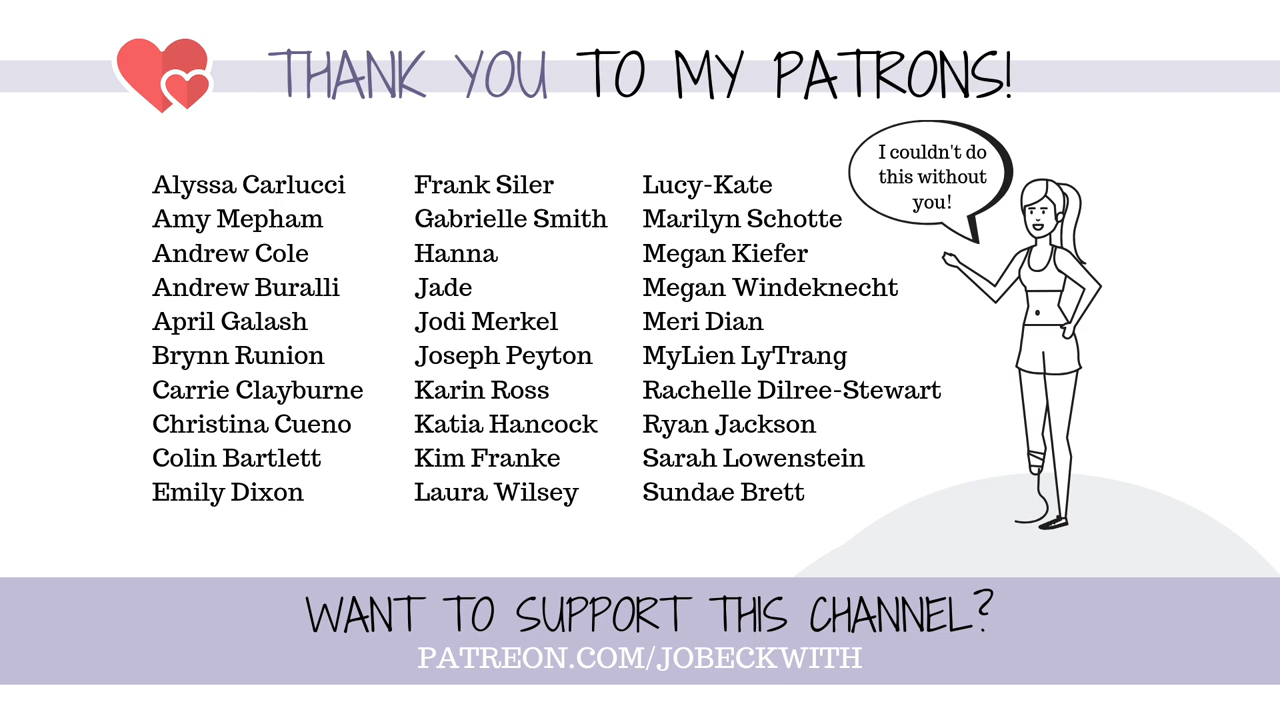 THANK YOU TO MY PATRONS!
I couldn't do
this without
you!
Alyssa Carlucci
Amy Mepham
Andrew Cole
Andrew Buralli
April Galash
Brynn Runion
Carrie Clayburne
Christina Cueno
Colin Bartlett
Emily Dixon
Frank Siler
Gabrielle Smith
Hanna
Jade
Jodi Merkel
Joseph Peyton
Karin Ross
Katia Hancock
Kim Franke
Laura Wilsey
Lucy-Kate
Marilyn Schotte
Megan Kiefer
Megan Windeknecht
Meri Dian
MyLien LyTrang
Rachelle Dilree-Stewart
Ryan Jackson
Sarah Lowenstein
Sundae Brett
WANT TO SUPPORT THIS CHANNEL?
PATREON.COM/JOBECKWITH